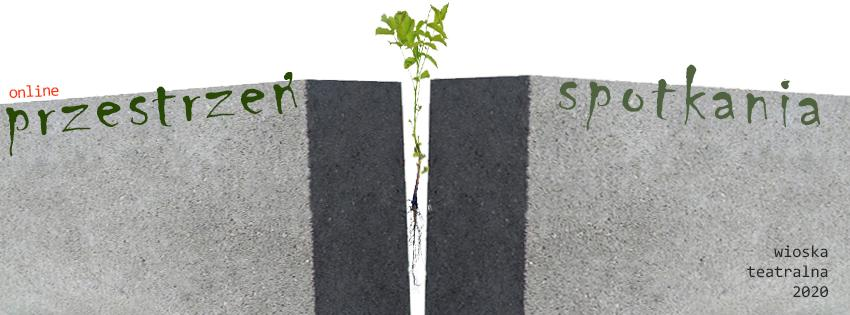 online
przestrzeń spotkania
wioska
teatralna
2020